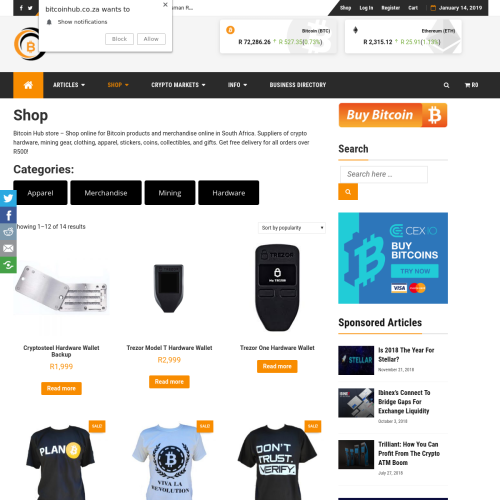 bitcoinhub.co.za wants to
Show notifications
Block Allow
Shop Log In Register Cart January 14, 2019
Bitcoin (BTC)
R 72,286.26 R 527.35(0.73%)
Ethereum (ETH)
R 2,315.12 R 25.91(1.13%)
ARTICLES SHOP CRYPTO MARKETS INFO BUSINESS DIRECTORY R0
Shop
Bitcoin Hub store – Shop online for Bitcoin products and merchandise online in South Africa. Suppliers of crypto
hardware, mining gear, clothing, apparel, stickers, coins, collectibles, and gifts. Get free delivery for all orders over
R500!
Categories:
Apparel Merchandise Mining Hardware
howing 1–12 of 14 results
Sort by popularity
TREZOR
Cryptosteel Hardware Wallet
Backup
R1,999
Read more
Trezor Model T Hardware Wallet
R2,999
Read more
Trezor One Hardware Wallet
Read more
SALE!
PLAN B
SALE!
VIVA LA
REVOLUTION
SALE!
DON'T
TRUST.
VERIFY.
Buy Bitcoin
Search
Search here ...
CEX.IO
BUY
BITCOINS
TRY NOW
VISA MasterCard
Sponsored Articles
STELLAR
Is 2018 The Year For
Stellar?
November 21, 2018
Ibinex's Connect To
Bridge Gaps For
Exchange Liquidity
October 3, 2018
Trilliant: How You Can
Profit From The Crypto
ATM Boom
July 27, 2018